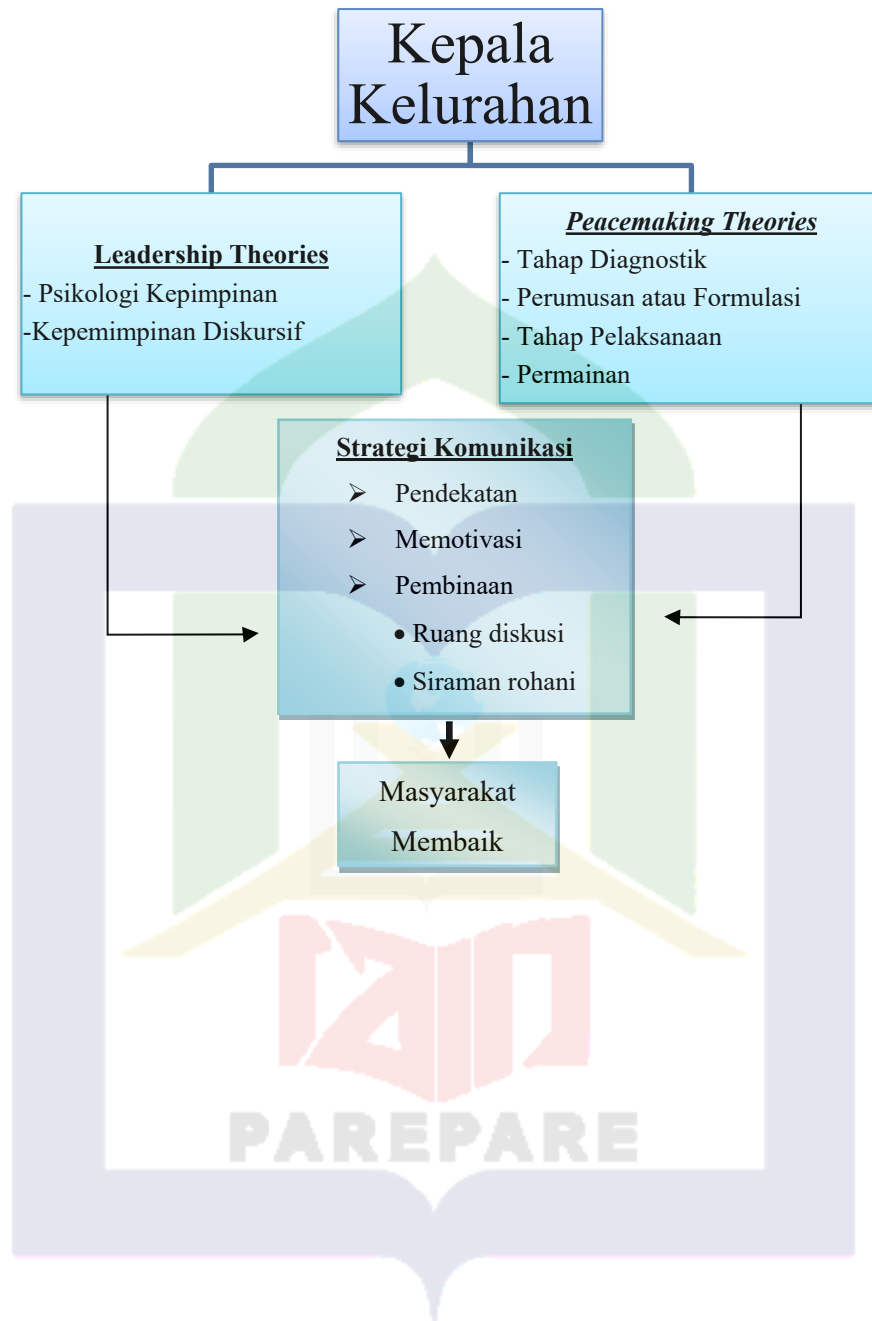 Kepala
Kelurahan
Leadership Theories
- Psikologi Kepimpinan
-Kepemimpinan Diskursif
Peacemaking Theories
- Tahap Diagnostik
- Perumusan atau Formulasi
- Tahap Pelaksanaan
- Permainan
Strategi Komunikasi
➢ Pendekatan
➢ Memotivasi
➢ Pembinaan
• Ruang diskusi
• Siraman rohani
Masyarakat
Membaik
iain
PAREPARE